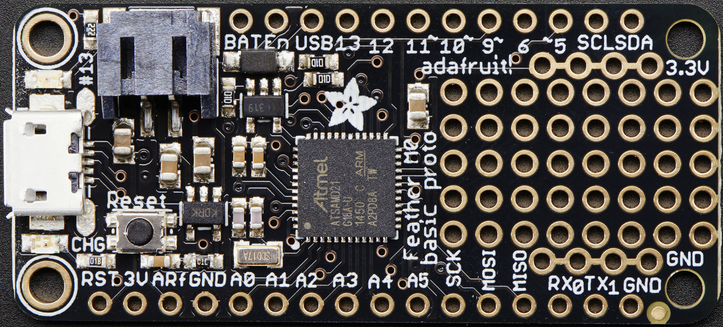 BAT En USB 13 12 11~ 10~ 9~ 6 ~5 SCL SDA
#13
adafruit!
3.3V
Atmel
ARM
ATSAMD21
G18A-U
1450 C
A2PD8A TW
Feather M0
basic proto
Reset
KDRK
CHG
SCK MOSI MISO
GND
RST 3V ARf GND A0 A1 A2 A3 A4 A5
RX0 TX1 GND